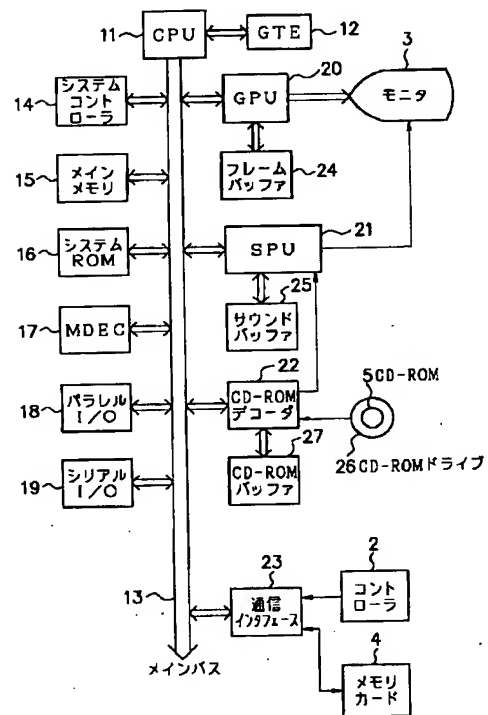 11
CPU
GTE
12
3
20
14
システム
コント
ローラ
GPU
モニタ
15
メイン
メモリ
フレーム
バッファ
24
21
16
システム
ROM
SPU
25
17
MDEC
サウンド
バッファ
22
5CD-ROM
18
パラレル
I/O
CD-ROM
デコーダ
27
26CD-ROMドライブ
19
シリアル
I/O
CD-ROM
バッファ
23
2
13
通信
インタフェース
コント
ローラ
4
メインバス
メモリ
カード